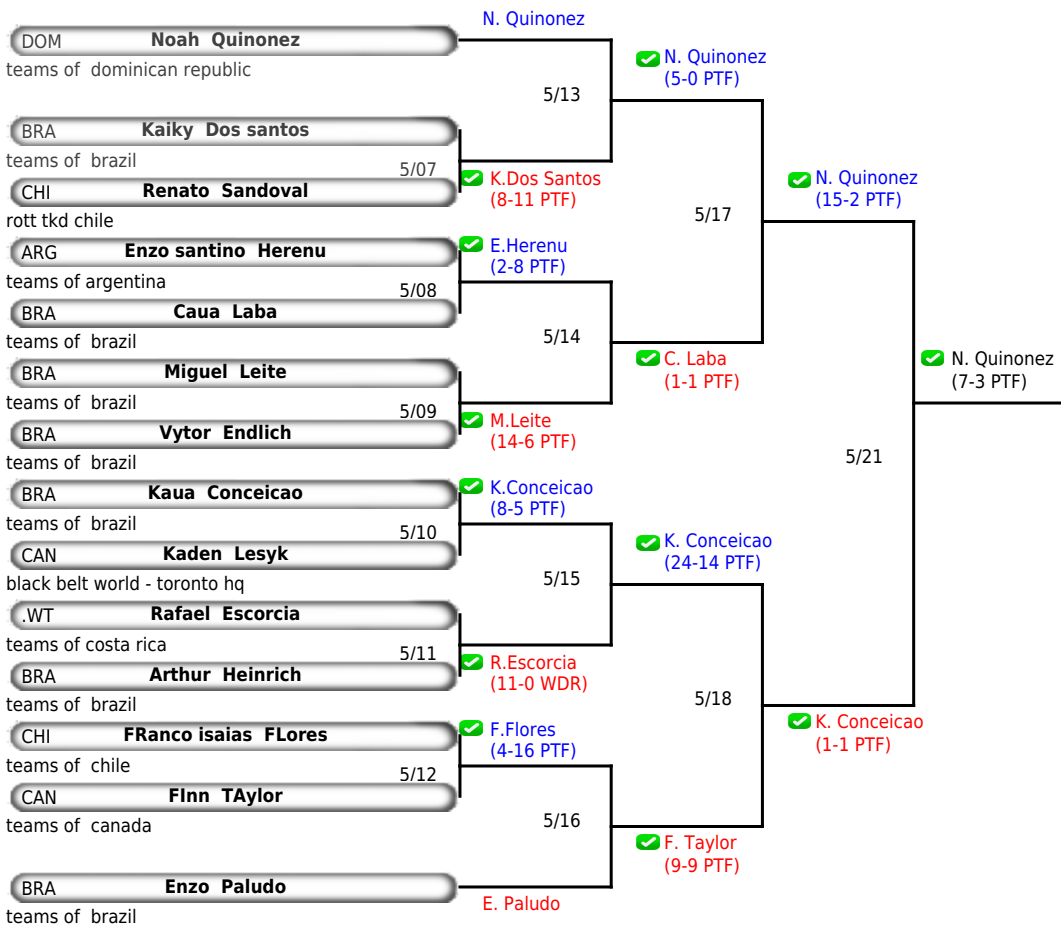 N. Quinonez
DOM Noah Quinonez
teams of dominican republic
N. Quinonez
(5-0 PTF)
5/13
BRA Kaiky Dos santos
teams of brazil
5/07
K.Dos Santos
(8-11 PTF)
CHI Renato Sandoval
rott tkd chile
N. Quinonez
(15-2 PTF)
5/17
ARG Enzo santino Herenu
teams of argentina
E.Herenu
(2-8 PTF)
5/08
BRA Caua Laba
teams of brazil
5/14
C. Laba
(1-1 PTF)
BRA Miguel Leite
teams of brazil
5/09
M.Leite
(14-6 PTF)
BRA Vytor Endlich
teams of brazil
N. Quinonez
(7-3 PTF)
5/21
BRA Kaua Conceicao
teams of brazil
K.Conceicao
(8-5 PTF)
5/10
CAN Kaden Lesyk
black belt world - toronto hq
K. Conceicao
(24-14 PTF)
5/15
.WT Rafael Escorcia
teams of costa rica
5/11
R.Escorcia
(11-0 WDR)
BRA Arthur Heinrich
teams of brazil
5/18
K. Conceicao
(1-1 PTF)
CHI FRanco isaias FLores
teams of chile
F.Flores
(4-16 PTF)
5/12
CAN FInn TAylor
teams of canada
5/16
F. Taylor
(9-9 PTF)
BRA Enzo Paludo
teams of brazil
E. Paludo